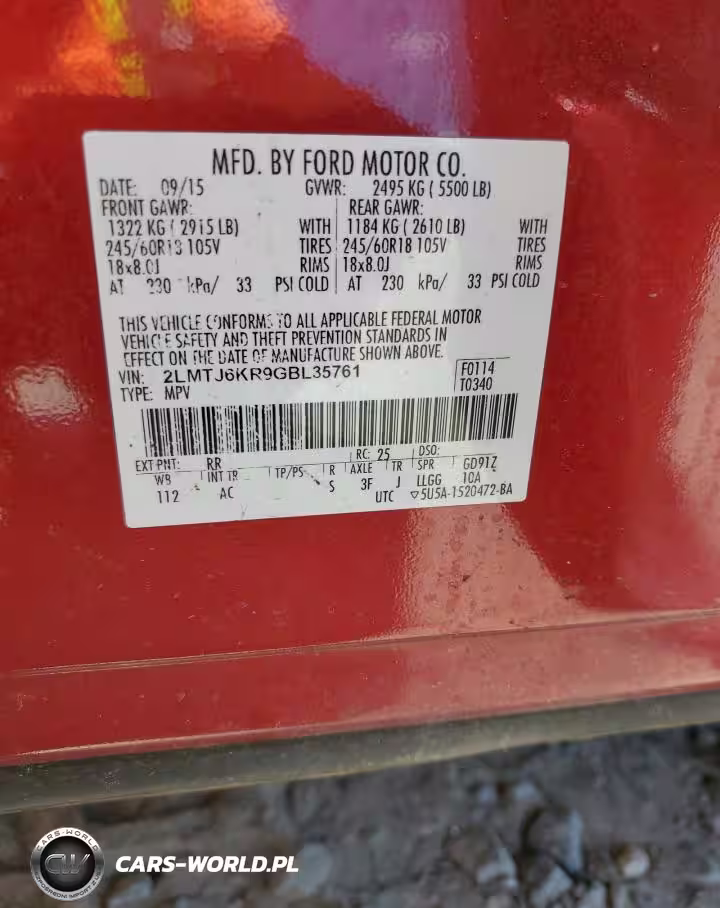 MFD. BY FORD MOTOR CO.
DATE: 09/15 GVWR: 2495 KG ( 5500 LB)
FRONT GAWR: REAR GAWR:
1322 KG ( 2915 LB) WITH 1184 KG ( 2610 LB) WITH
245/60R18 105V TIRES 245/60R18 105V TIRES
18x8.0J RIMS 18x8.0J RIMS
AT 230 kPa/ 33 PSI COLD AT 230 kPa/ 33 PSI COLD
THIS VEHICLE CONFORMS TO ALL APPLICABLE FEDERAL MOTOR
VEHICLE SAFETY AND THEFT PREVENTION STANDARDS IN
EFFECT ON THE DATE OF MANUFACTURE SHOWN ABOVE.
VIN: 2LMTJ6KR9GBL35761 F0114
TYPE: MPV T0340
EXT PNT: RR RC: 25 DSO:
WB INT TR TP/PS R AXLE TR SPR GD91Z
112 AC S 3F J LLGG 10A
UTC ▽5U5A-1520472-BA
CARS-WORLD
CW
CARS-WORLD.PL